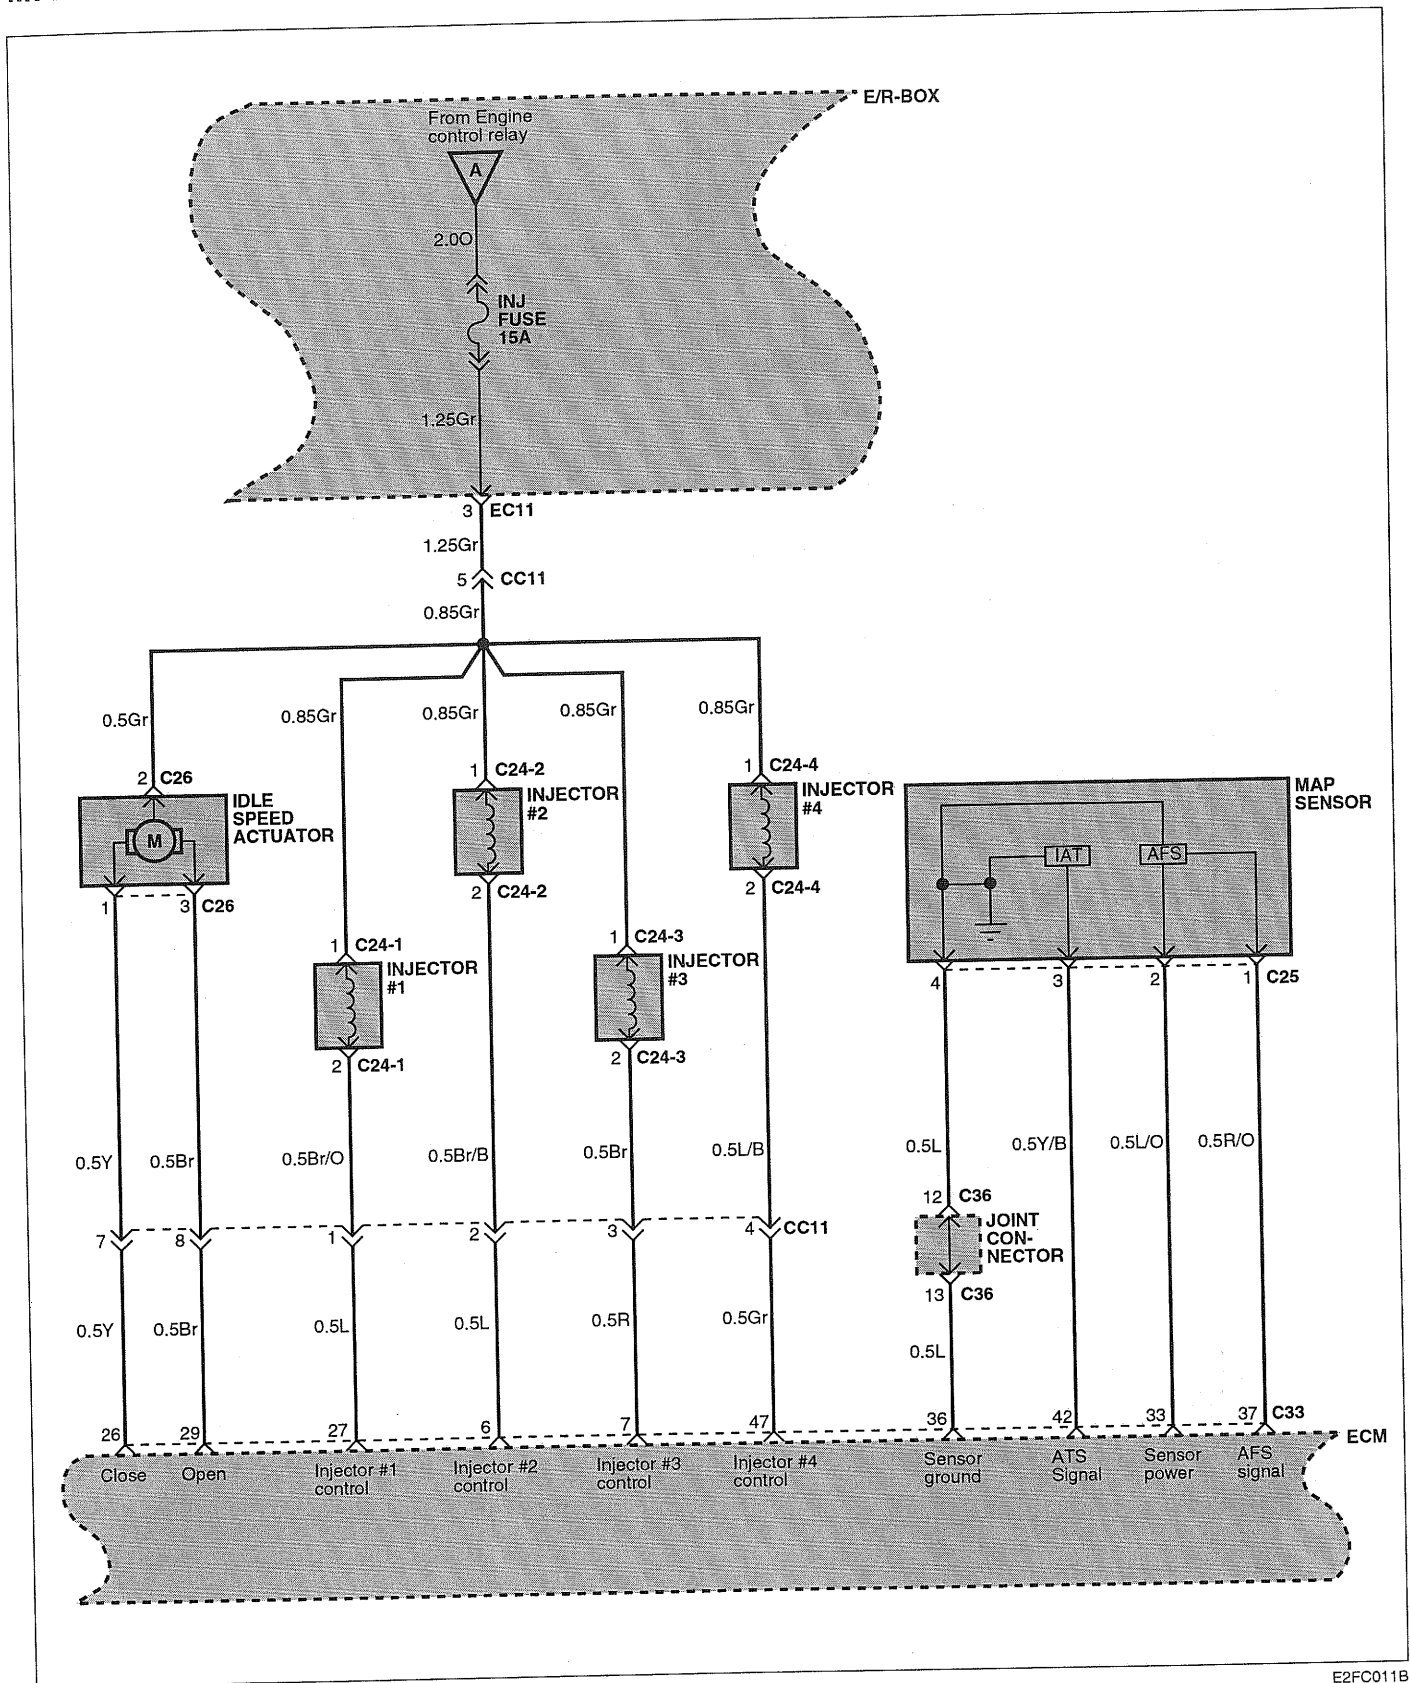 E/R-BOX
From Engine
control relay
A
2.0O
INJ
FUSE
15A
1.25Gr
3 EC11
1.25Gr
5 CC11
0.85Gr
0.5Gr
0.85Gr
0.85Gr
0.85Gr
0.85Gr
2 C26
IDLE
SPEED
ACTUATOR
M
1
3 C26
1 C24-2
INJECTOR
#2
2 C24-2
1 C24-4
INJECTOR
#4
2 C24-4
1 C24-1
INJECTOR
#1
2 C24-1
1 C24-3
INJECTOR
#3
2 C24-3
MAP
SENSOR
IAT
AFS
4
3
2
1 C25
0.5Y
0.5Br
0.5Br/O
0.5Br/B
0.5Br
0.5L/B
0.5L
0.5Y/B
0.5L/O
0.5R/O
12 C36
JOINT
CON-
NECTOR
13 C36
7
8
1
2
3
4 CC11
0.5Y
0.5Br
0.5L
0.5L
0.5R
0.5Gr
0.5L
26
29
27
6
7
47
36
42
33
37 C33
ECM
Close
Open
Injector #1
control
Injector #2
control
Injector #3
control
Injector #4
control
Sensor
ground
ATS
Signal
Sensor
power
AFS
signal
E2FC011B